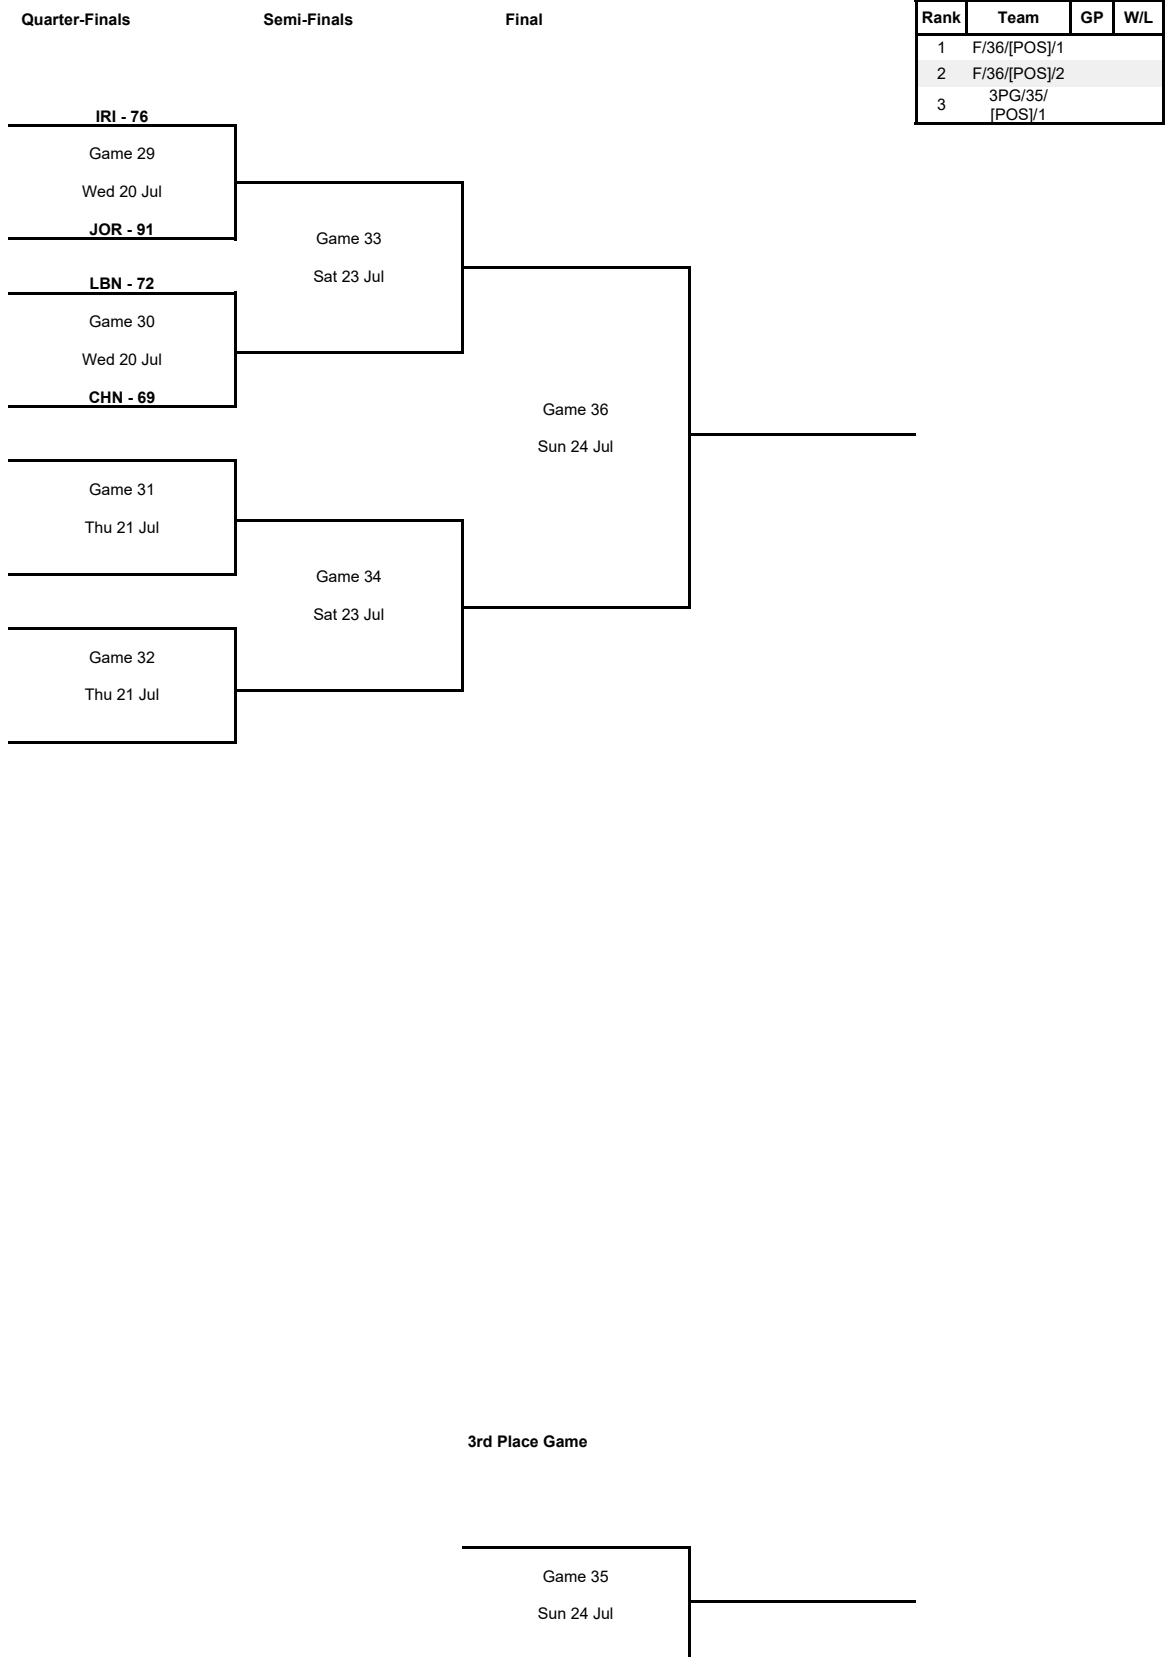 Quarter-Finals Semi-Finals Final
Rank Team GP W/L
1 F/36/[POS]/1
2 F/36/[POS]/2
3 3PG/35/
[POS]/1
IRI - 76
Game 29
Wed 20 Jul
JOR - 91
Game 33
Sat 23 Jul
LBN - 72
Game 30
Wed 20 Jul
CHN - 69
Game 36
Sun 24 Jul
Game 31
Thu 21 Jul
Game 34
Sat 23 Jul
Game 32
Thu 21 Jul
3rd Place Game
Game 35
Sun 24 Jul